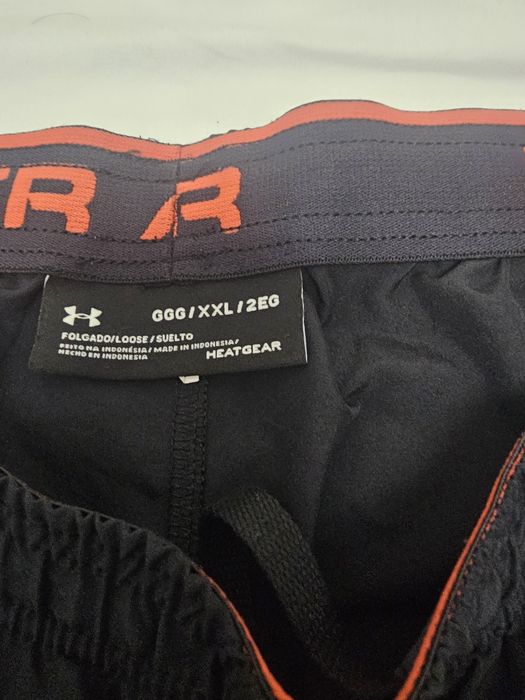 TR R
GGG/XXL/2EG
FOLGADO/LOOSE/SUELTO
FEITO NA INDONÉSIA/MADE IN INDONESIA/
HECHO EN INDONESIA
HEATGEAR